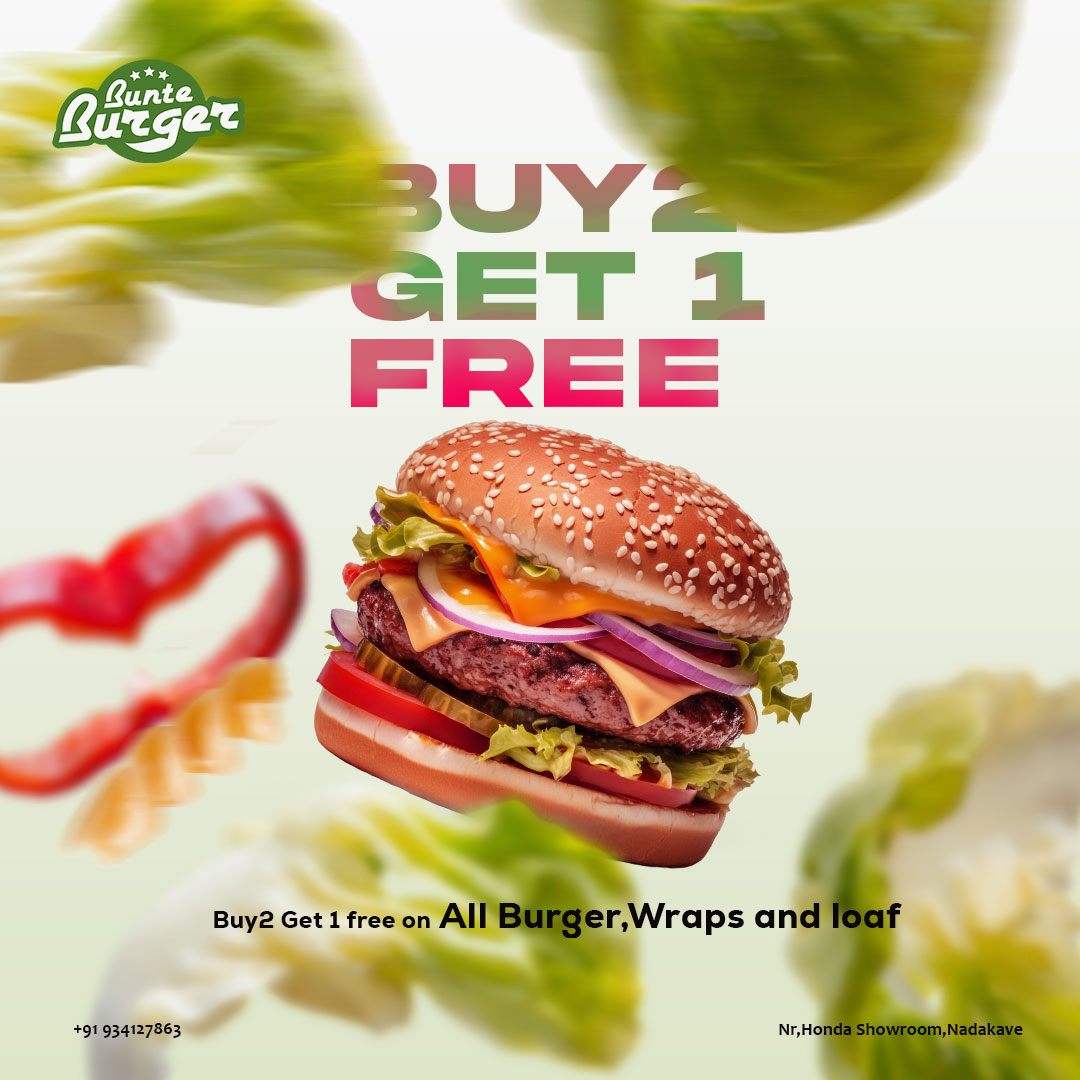 Bunte
Burger
BUY2
GET 1
FREE
Buy2 Get 1 free on All Burger,Wraps and loaf
+91 934127863
Nr,Honda Showroom,Nadakave